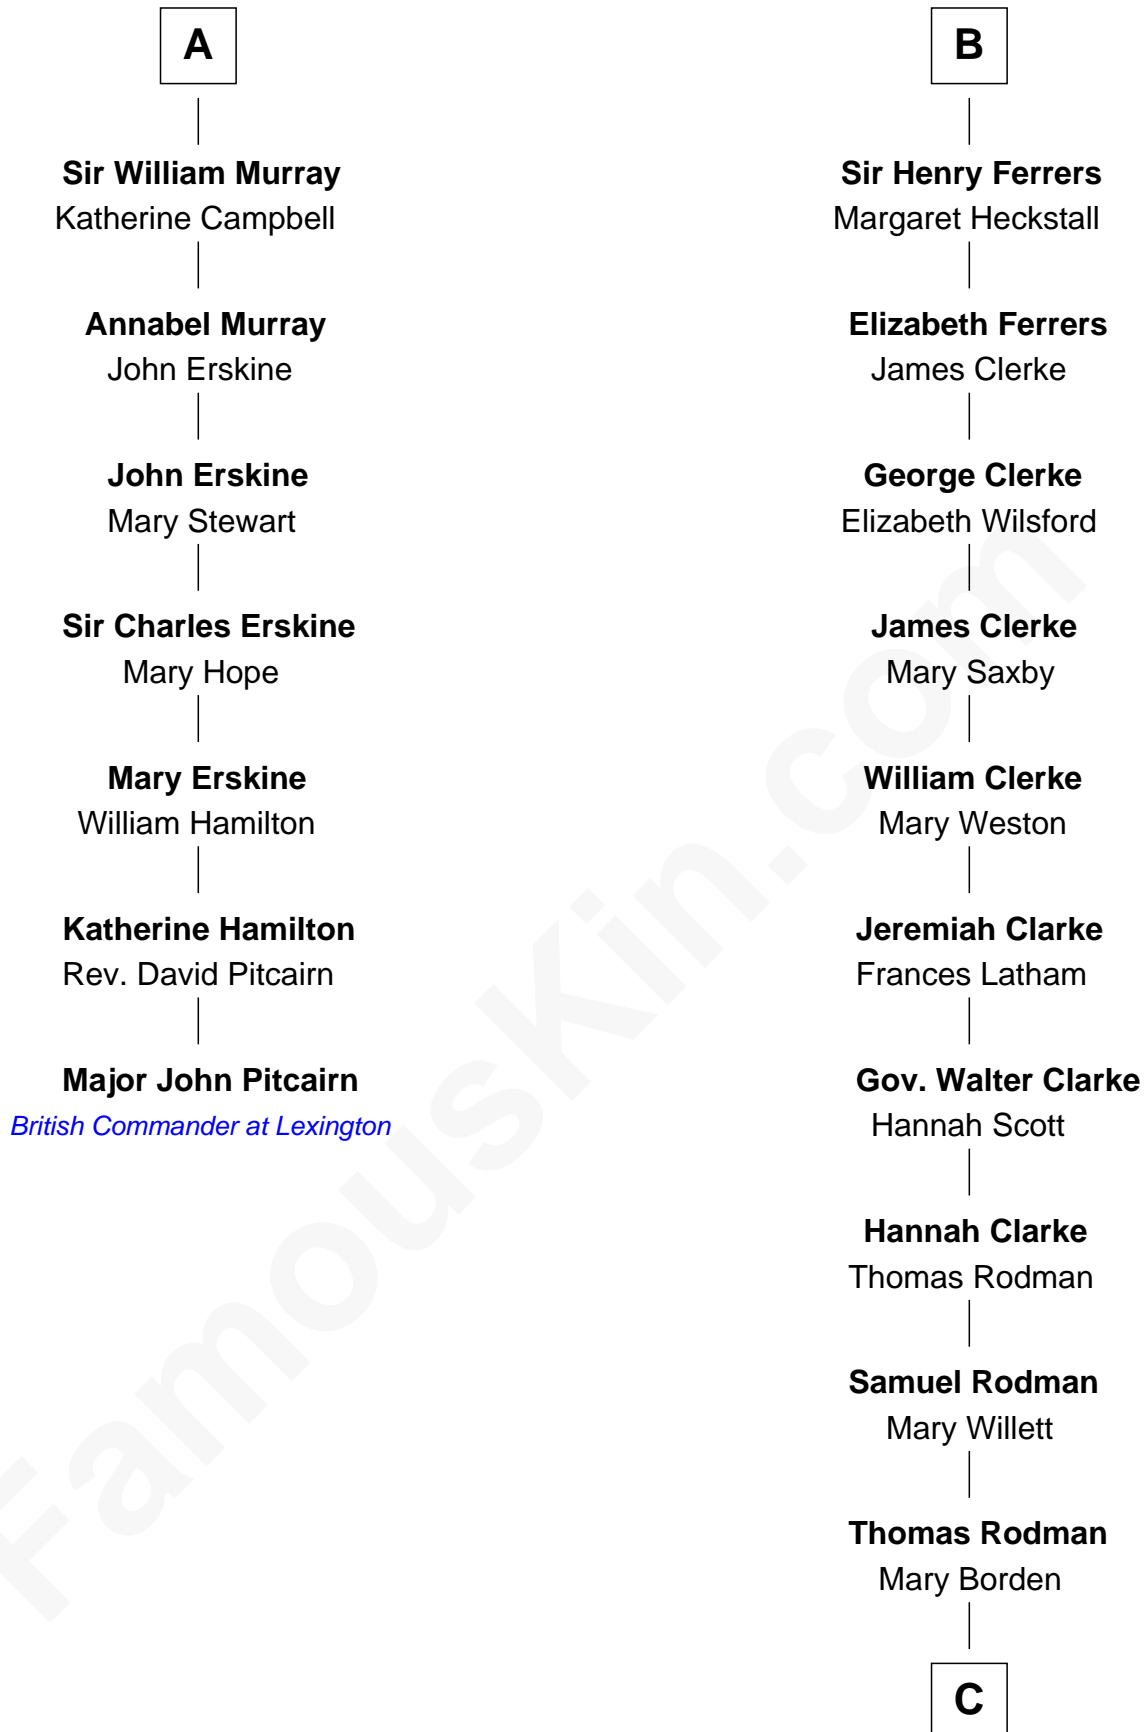 A
Sir William Murray
Katherine Campbell
Annabel Murray
John Erskine
John Erskine
Mary Stewart
Sir Charles Erskine
Mary Hope
Mary Erskine
William Hamilton
Katherine Hamilton
Rev. David Pitcairn
Major John Pitcairn
British Commander at Lexington
B
Sir Henry Ferrers
Margaret Heckstall
Elizabeth Ferrers
James Clerke
George Clerke
Elizabeth Wilsford
James Clerke
Mary Saxby
William Clerke
Mary Weston
Jeremiah Clarke
Frances Latham
Gov. Walter Clarke
Hannah Scott
Hannah Clarke
Thomas Rodman
Samuel Rodman
Mary Willett
Thomas Rodman
Mary Borden
C
FamousKin.com